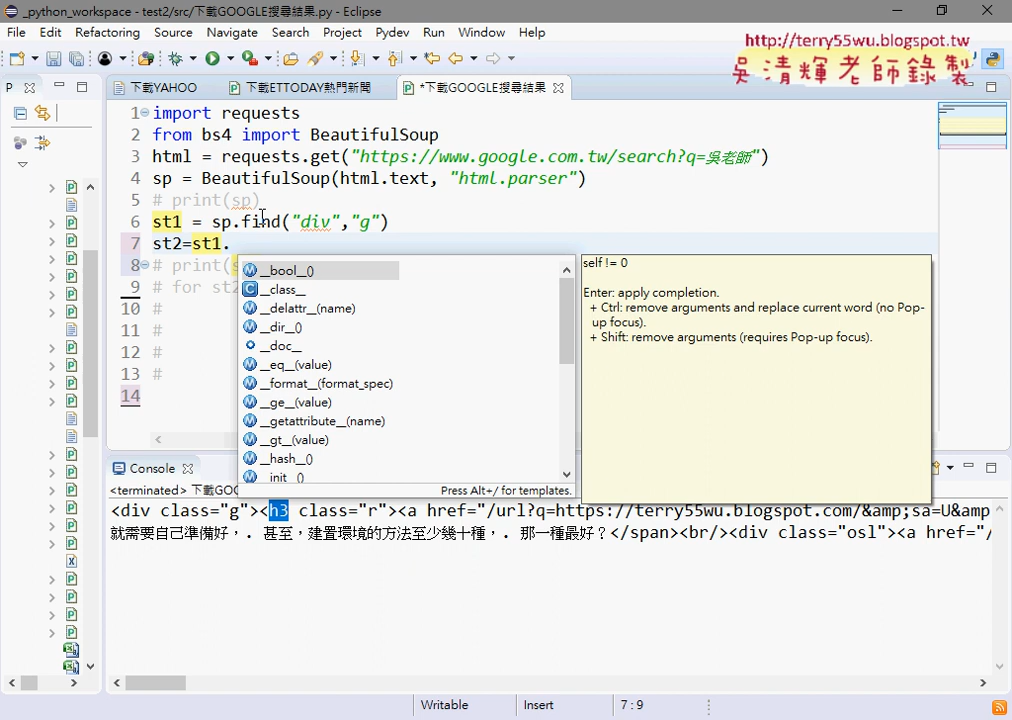 _python_workspace - test2/src/下載GOOGLE搜尋結果.py - Eclipse
File Edit Refactoring Source Navigate Search Project Pydev Run Window Help
http://terry55wu.blogspot.tw
吳清輝老師錄製
P
下載YAHOO
下載ETTODAY熱門新聞
*下載GOOGLE搜尋結果
1 import requests
2 from bs4 import BeautifulSoup
3 html = requests.get("https://www.google.com.tw/search?q=吳老師")
4 sp = BeautifulSoup(html.text, "html.parser")
5 # print(sp)
6 st1 = sp.find("div","g")
7 st2=st1.
8 # print(s
9 # for st2
10 #
11 #
12 #
13 #
14
__bool__()
__class__
__delattr__(name)
__dir__()
__doc__
__eq__(value)
__format__(format_spec)
__ge__(value)
__getattribute__(name)
__gt__(value)
__hash__()
__init__()
Press Alt+/ for templates.
self != 0
Enter: apply completion.
+ Ctrl: remove arguments and replace current word (no Pop-
up focus).
+ Shift: remove arguments (requires Pop-up focus).
Console
<terminated> 下載GOO
<div class="g"><h3 class="r"><a href="/url?q=https://terry55wu.blogspot.com/&amp;sa=U&amp
就需要自己準備好，. 甚至，建置環境的方法至少幾十種，. 那一種最好？</span><br/><div class="osl"><a href="/
Writable
Insert
7 : 9